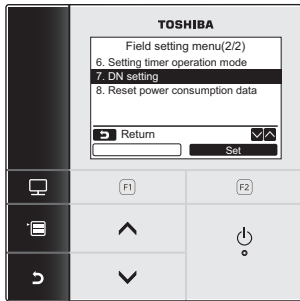 TOSHIBA
Field setting menu(2/2)
6. Setting timer operation mode
7. DN setting
8. Reset power consumption data
Return
Set
F1
F2